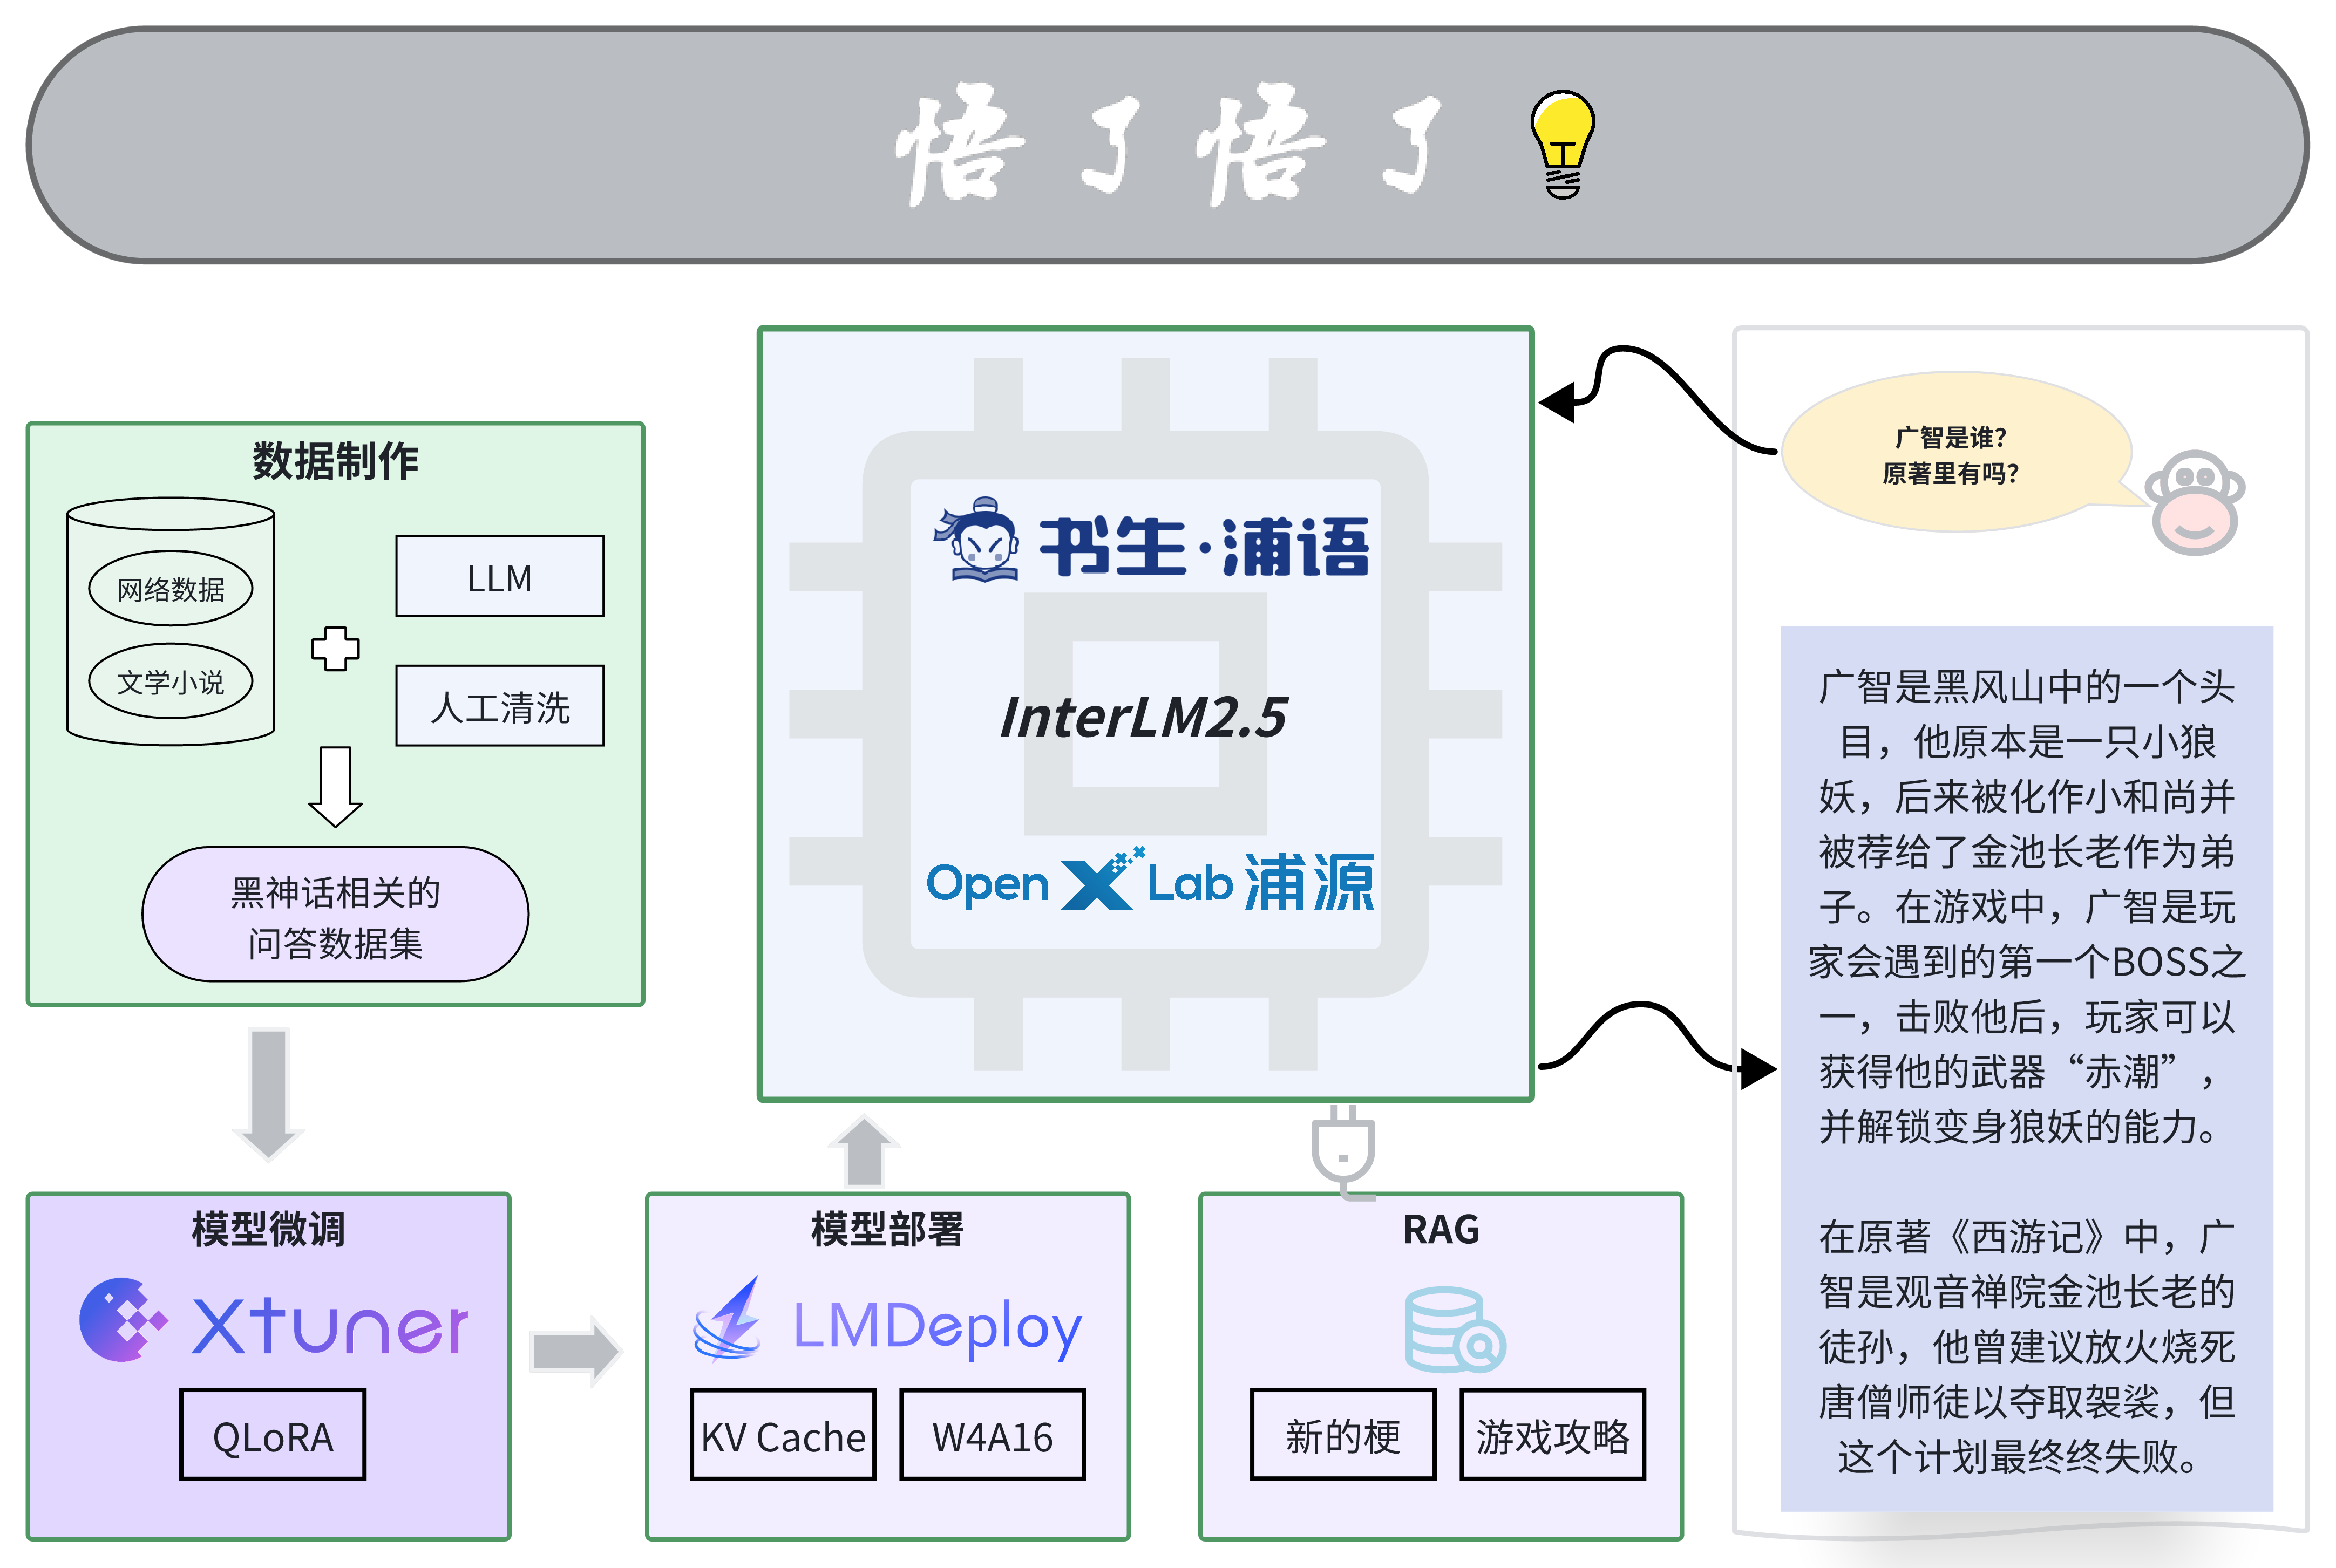 悟了悟了
数据制作
网络数据
文学小说
LLM
人工清洗
黑神话相关的
问答数据集
书生·浦语
InterLM2.5
OpenXLab浦源
广智是谁?
原著里有吗?
广智是黑风山中的一个头
目，他原本是一只小狼
妖，后来被化作小和尚并
被荐给了金池长老作为弟
子。在游戏中，广智是玩
家会遇到的第一个BOSS之
一，击败他后，玩家可以
获得他的武器“赤潮”，
并解锁变身狼妖的能力。
在原著《西游记》中，广
智是观音禅院金池长老的
徒孙，他曾建议放火烧死
唐僧师徒以夺取袈裟，但
这个计划最终终失败。
模型微调
Xtuner
QLoRA
模型部署
LMDeploy
KV Cache
W4A16
RAG
新的梗
游戏攻略